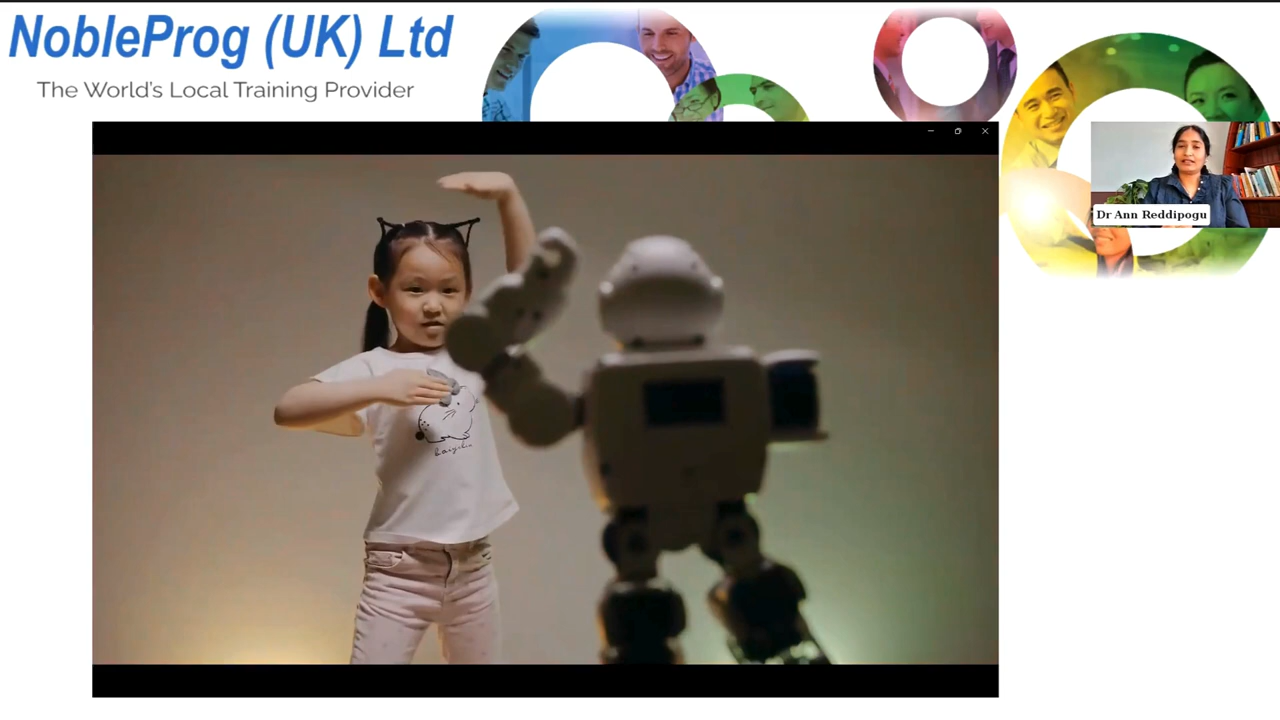 NobleProg (UK) Ltd
The World's Local Training Provider
Dr Ann Reddipogu